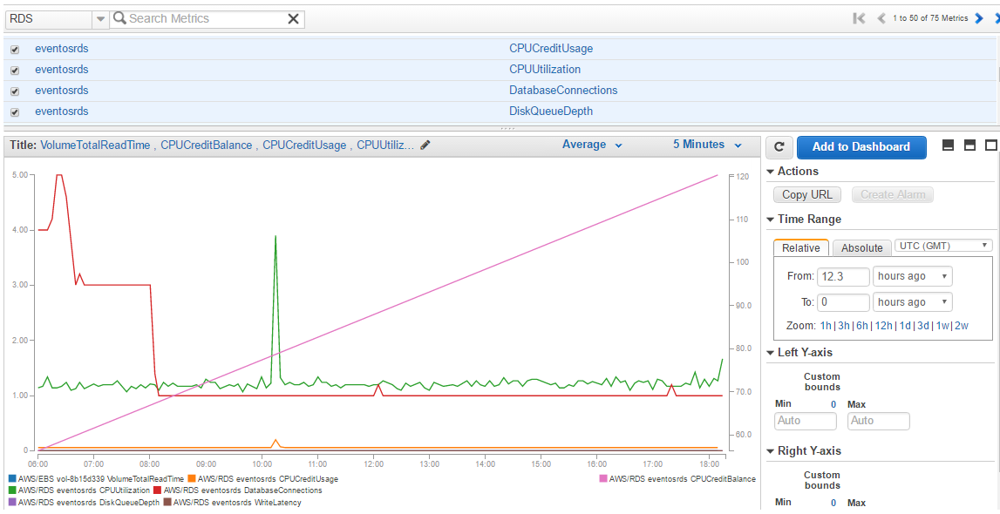 RDS Search Metrics 1 to 50 of 75 Metrics
eventosrds CPUCreditUsage
eventosrds CPUUtilization
eventosrds DatabaseConnections
eventosrds DiskQueueDepth
Title: VolumeTotalReadTime , CPUCreditBalance , CPUCreditUsage , CPUUtiliz... Average 5 Minutes
5.00
4.00
3.00
2.00
1.00
0
120
110
100
90.0
80.0
70.0
60.0
06:00 07:00 08:00 09:00 10:00 11:00 12:00 13:00 14:00 15:00 16:00 17:00 18:00
AWS/EBS vol-8b15d339 VolumeTotalReadTime AWS/RDS eventosrds CPUCreditUsage AWS/RDS eventosrds CPUCreditBalance
AWS/RDS eventosrds CPUUtilization AWS/RDS eventosrds DatabaseConnections
AWS/RDS eventosrds DiskQueueDepth AWS/RDS eventosrds WriteLatency
Add to Dashboard
Actions
Copy URL Create Alarm
Time Range
Relative Absolute UTC (GMT)
From: 12.3 hours ago
To: 0 hours ago
Zoom: 1h|3h|6h|12h|1d|3d|1w|2w
Left Y-axis
Custom
bounds
Min 0 Max
Auto Auto
Right Y-axis
Custom
bounds
Min 0 Max